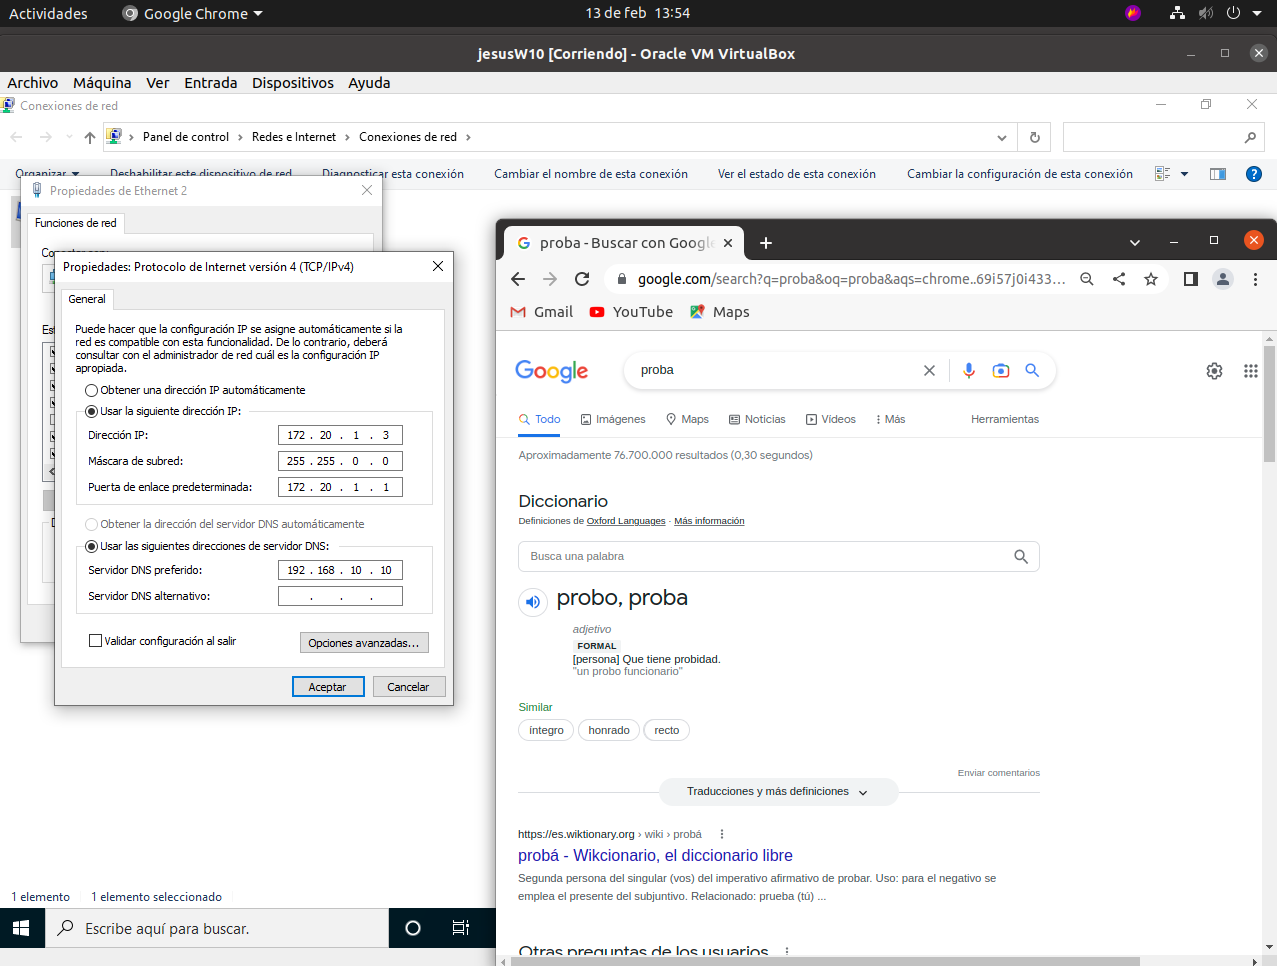 Actividades
Google Chrome
13 de feb 13:54
jesusW10 [Corriendo] - Oracle VM VirtualBox
Archivo Máquina Ver Entrada Dispositivos Ayuda
Conexiones de red
Panel de control › Redes e Internet › Conexiones de red ›
Organizar Deshabilitar este dispositivo de red Diagnosticar esta conexión Cambiar el nombre de esta conexión Ver el estado de esta conexión Cambiar la configuración de esta conexión
Propiedades de Ethernet 2
Funciones de red
Propiedades: Protocolo de Internet versión 4 (TCP/IPv4)
General
Puede hacer que la configuración IP se asigne automáticamente si la
red es compatible con esta funcionalidad. De lo contrario, deberá
consultar con el administrador de red cuál es la configuración IP
apropiada.
Obtener una dirección IP automáticamente
Usar la siguiente dirección IP:
Dirección IP: 172 . 20 . 1 . 3
Máscara de subred: 255 . 255 . 0 . 0
Puerta de enlace predeterminada: 172 . 20 . 1 . 1
Obtener la dirección del servidor DNS automáticamente
Usar las siguientes direcciones de servidor DNS:
Servidor DNS preferido: 192 . 168 . 10 . 10
Servidor DNS alternativo: . . .
Validar configuración al salir
Opciones avanzadas...
Aceptar Cancelar
1 elemento 1 elemento seleccionado
Escribe aquí para buscar.
proba - Buscar con Google
google.com/search?q=proba&oq=proba&aqs=chrome..69i57j0i433...
Gmail YouTube Maps
Google
proba
Todo Imágenes Maps Noticias Vídeos Más Herramientas
Aproximadamente 76.700.000 resultados (0,30 segundos)
Diccionario
Definiciones de Oxford Languages · Más información
Busca una palabra
probo, proba
adjetivo
FORMAL
[persona] Que tiene probidad.
"un probo funcionario"
Similar
íntegro honrado recto
Enviar comentarios
Traducciones y más definiciones
https://es.wiktionary.org › wiki › probá
probá - Wikcionario, el diccionario libre
Segunda persona del singular (vos) del imperativo afirmativo de probar. Uso: para el negativo se
emplea el presente del subjuntivo. Relacionado: prueba (tú) ...
Otras preguntas de los usuarios